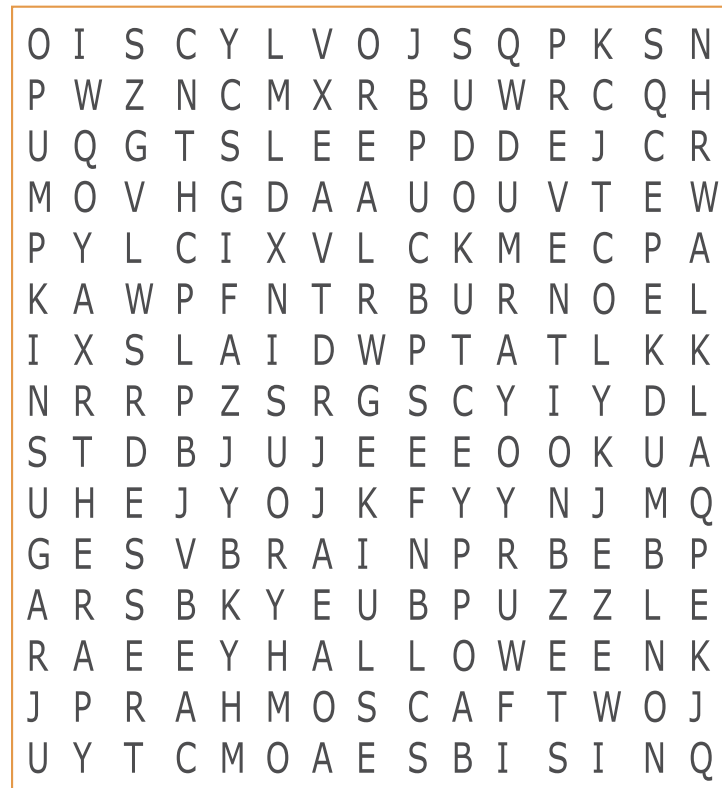 O I S C Y L V O J S Q P K S N
P W Z N C M X R B U W R C Q H
U Q G T S L E E P D D E J C R
M O V H G D A A U O U V T E W
P Y L C I X V L C K M E C P A
K A W P F N T R B U R N O E L
I X S L A I D W P T A T L K K
N R R P Z S R G S C Y I Y D L
S T D B J U J E E E O O K U A
U H E J Y O J K F Y Y N J M Q
G E S V B R A I N P R B E B P
A R S B K Y E U B P U Z Z L E
R A E E Y H A L L O W E E N K
J P R A H M O S C A F T W O J
U Y T C M O A E S B I S I N Q